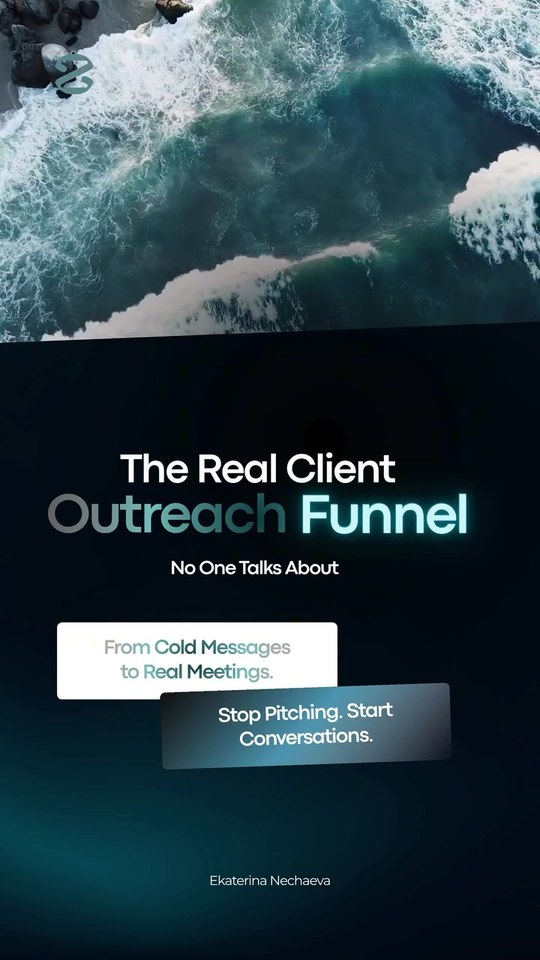 The Real Client
Outreach Funnel
No One Talks About
From Cold Messages
to Real Meetings.
Stop Pitching. Start
Conversations.
Ekaterina Nechaeva